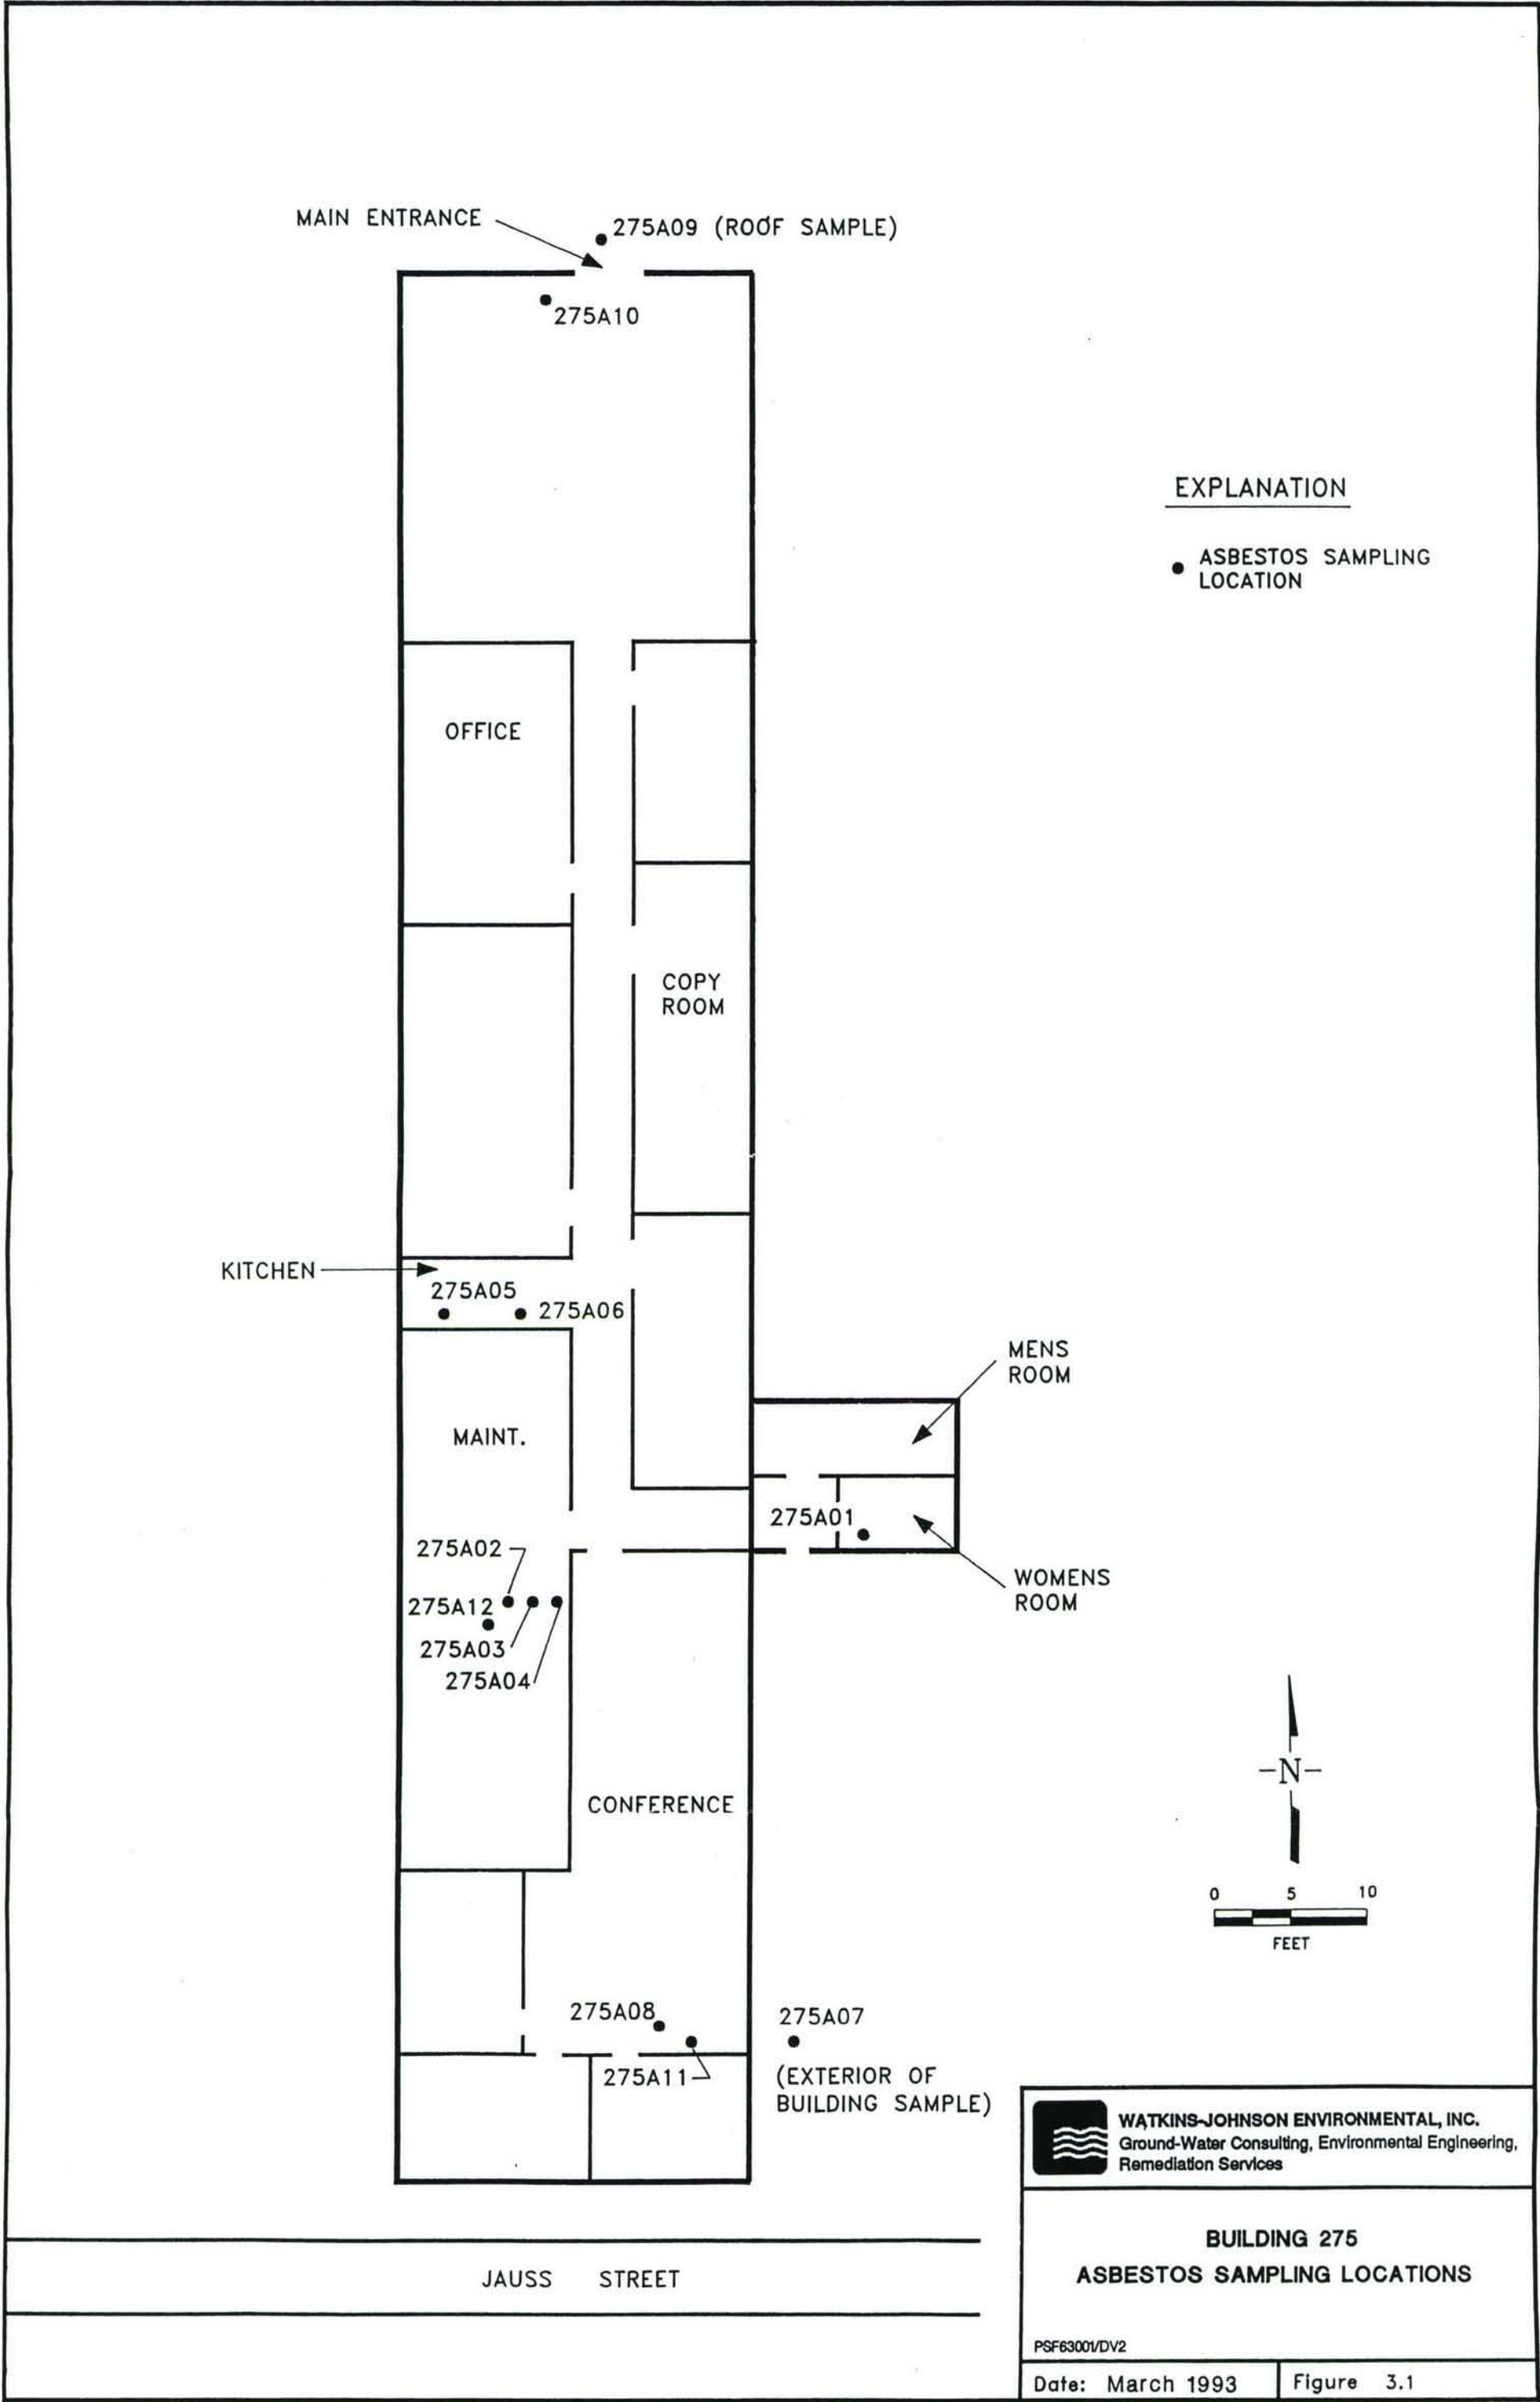 MAIN ENTRANCE
275A09 (ROOF SAMPLE)
275A10
EXPLANATION
ASBESTOS SAMPLING
LOCATION
OFFICE
COPY
ROOM
KITCHEN
275A05
275A06
MENS
ROOM
MAINT.
275A01
275A02
WOMENS
ROOM
275A12
275A03
275A04
-N-
CONFERENCE
0 5 10
FEET
275A08
275A07
275A11
(EXTERIOR OF
BUILDING SAMPLE)
WATKINS-JOHNSON ENVIRONMENTAL, INC.
Ground-Water Consulting, Environmental Engineering,
Remediation Services
BUILDING 275
ASBESTOS SAMPLING LOCATIONS
JAUSS STREET
PSF63001/DV2
Date: March 1993
Figure 3.1